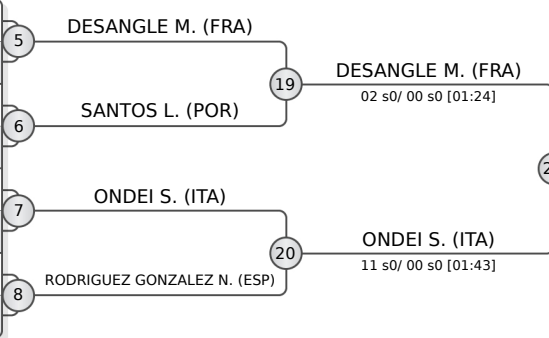 5
DESANGLE M. (FRA)
19
DESANGLE M. (FRA)
02 s0/ 00 s0 [01:24]
6
SANTOS L. (POR)
7
ONDEI S. (ITA)
20
ONDEI S. (ITA)
11 s0/ 00 s0 [01:43]
8
RODRIGUEZ GONZALEZ N. (ESP)